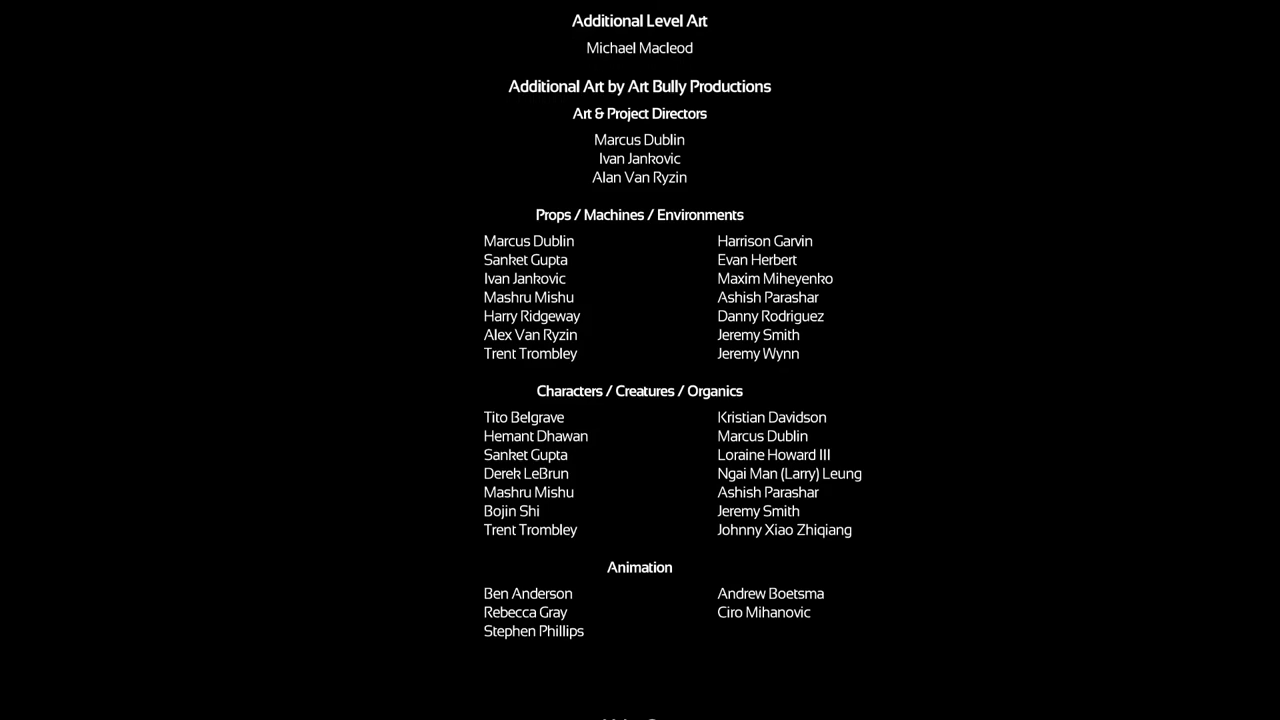 Additional Level Art
Michael Macleod
Additional Art by Art Bully Productions
Art & Project Directors
Marcus Dublin
Ivan Jankovic
Alan Van Ryzin
Props / Machines / Environments
Marcus Dublin Harrison Garvin
Sanket Gupta Evan Herbert
Ivan Jankovic Maxim Miheyenko
Mashru Mishu Ashish Parashar
Harry Ridgeway Danny Rodriguez
Alex Van Ryzin Jeremy Smith
Trent Trombley Jeremy Wynn
Characters / Creatures / Organics
Tito Belgrave Kristian Davidson
Hemant Dhawan Marcus Dublin
Sanket Gupta Loraine Howard III
Derek LeBrun Ngai Man (Larry) Leung
Mashru Mishu Ashish Parashar
Bojin Shi Jeremy Smith
Trent Trombley Johnny Xiao Zhiqiang
Animation
Ben Anderson Andrew Boetsma
Rebecca Gray Ciro Mihanovic
Stephen Phillips